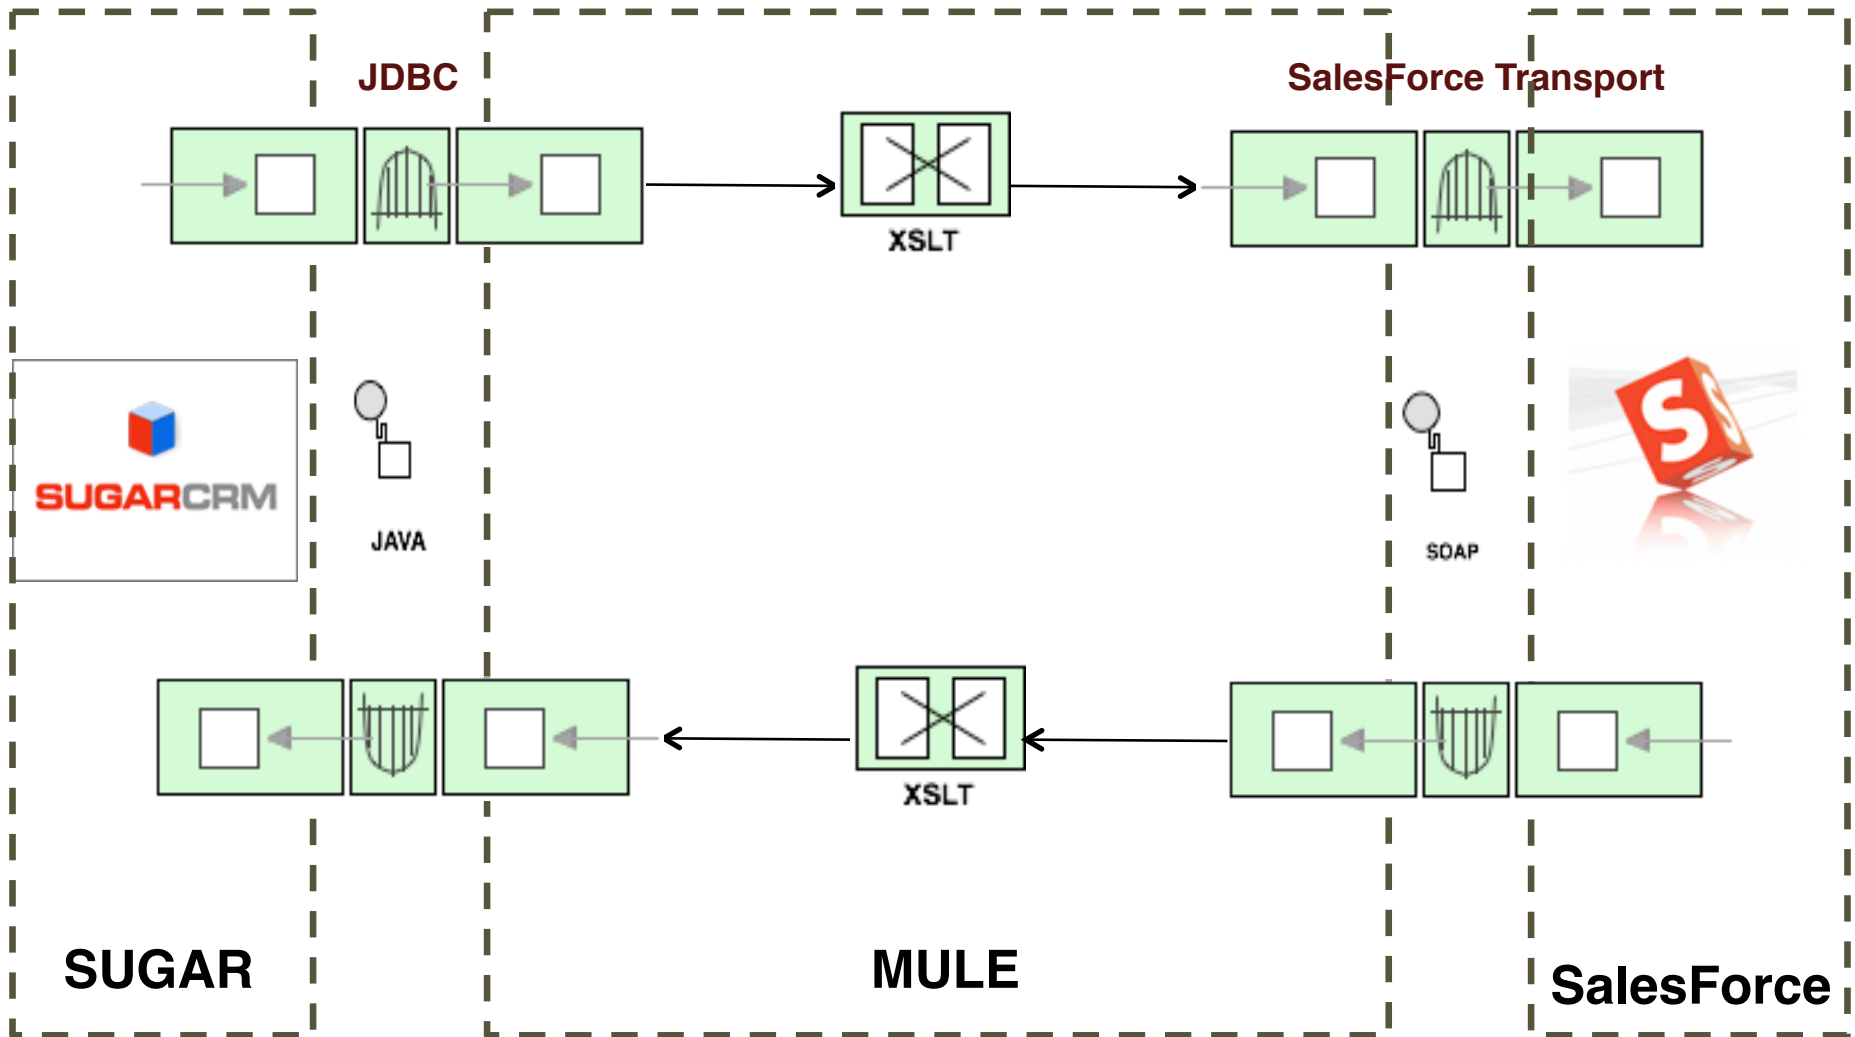 JDBC
SalesForce Transport
XSLT
SUGARCRM
S S
JAVA
SOAP
XSLT
SUGAR
MULE
SalesForce